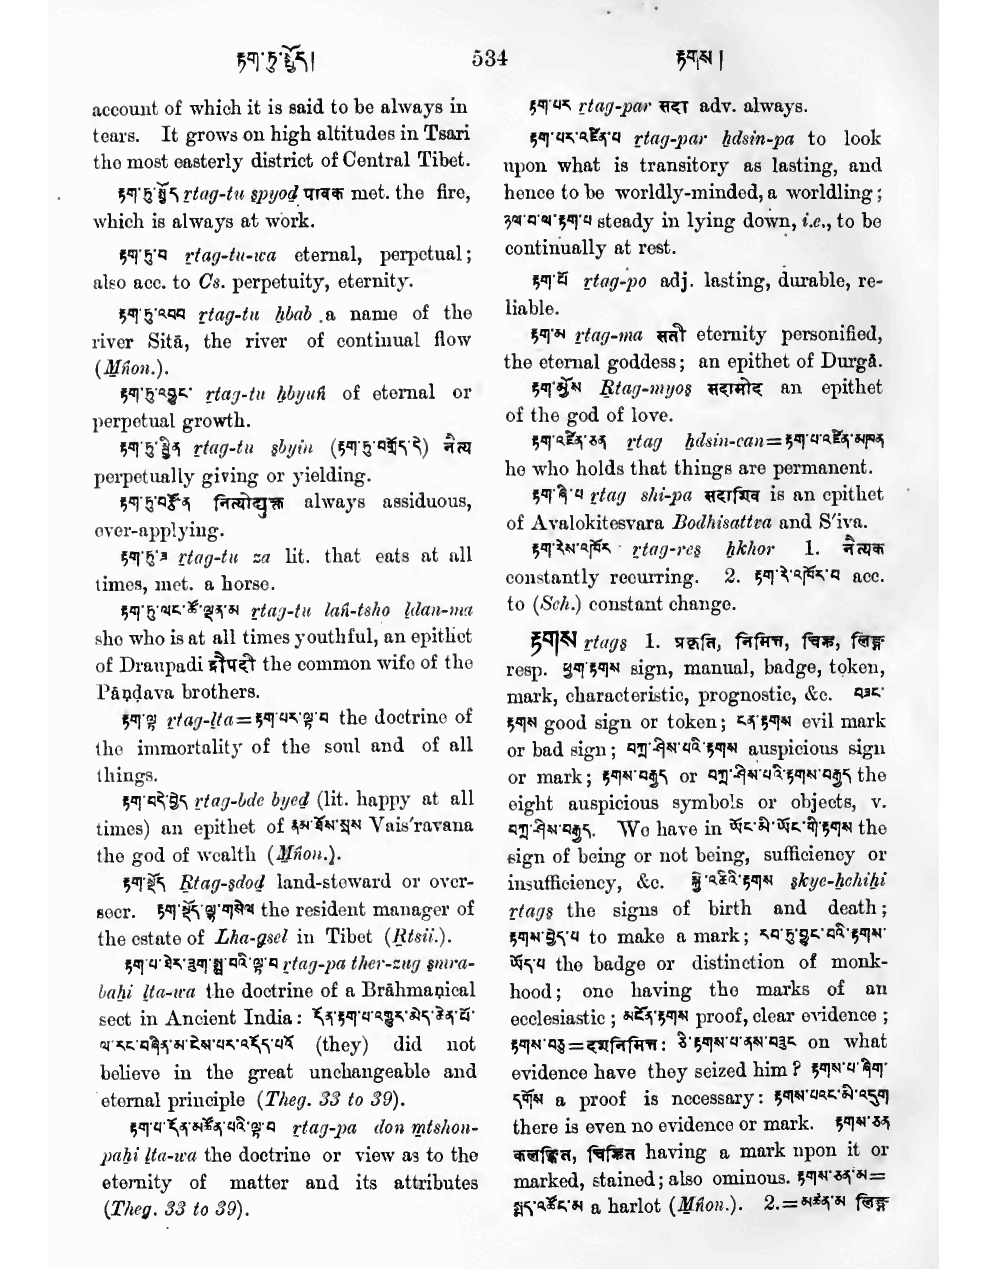 རྟག་ཏུ་སྤྱོད།
534
རྟགས།
account of which it is said to be always in
tears. It grows on high altitudes in Tsari
the most easterly district of Central Tibet.
རྟག་ཏུ་སྤྱོད rtag-tu spyod पावक met. the fire,
which is always at work.
རྟག་ཏུ་བ rtag-tu-wa eternal, perpetual;
also acc. to Cs. perpetuity, eternity.
རྟག་ཏུ་འབབ rtag-tu ḥbab a name of the
river Sitā, the river of continual flow
(Mṅon.).
རྟག་ཏུ་འབྱུང་ rtag-tu ḥbyuṅ of eternal or
perpetual growth.
རྟག་ཏུ་སྦྱིན rtag-tu sbyin (རྟག་ཏུ་བགྱོད་དེ) नैत्य
perpetually giving or yielding.
རྟག་ཏུ་བརྩོན नित्योद्युक्त always assiduous,
over-applying.
རྟག་ཏུ་ཟ rtag-tu za lit. that eats at all
times, met. a horse.
རྟག་ཏུ་ལང་ཚོ་ལྡན་མ rtag-tu laṅ-tsho ldan-ma
she who is at all times youthful, an epithet
of Draupadi द्रौपदी the common wife of the
Pāṇdava brothers.
རྟག་ལྟ rtag-lta=རྟག་པར་ལྟ་བ the doctrine of
the immortality of the soul and of all
things.
རྟག་བདེ་བྱེད rtag-bde byed (lit. happy at all
times) an epithet of རྣམ་ཐོས་སྲས Vais'ravana
the god of wealth (Mṅon.).
རྟག་སྡོད Rtag-sdod land-steward or over-
seer. རྟག་སྡོད་ལྷ་གསེལ the resident manager of
the estate of Lha-gsel in Tibet (Rtsii.).
རྟག་པ་ཐེར་ཟུག་སྨྲ་བའི་ལྟ་བ rtag-pa ther-zug smra-
baḥi lta-wa the doctrine of a Brāhmaṇical
sect in Ancient India: དོན་རྟག་པ་འགྱུར་མེད་ཆེན་པོ་
ལ་རང་བཞིན་མ་ངེས་པར་འདོད་པའོ (they) did not
believe in the great unchangeable and
eternal principle (Theg. 33 to 39).
རྟག་པ་དོན་མཚོན་པའི་ལྟ་བ rtag-pa don mtshon-
paḥi lta-wa the doctrine or view as to the
eternity of matter and its attributes
(Theg. 33 to 39).
རྟག་པར rtag-par सदा adv. always.
རྟག་པར་འཛིན་པ rtag-par ḥdsin-pa to look
upon what is transitory as lasting, and
hence to be worldly-minded, a worldling;
ཉལ་བ་ལ་རྟག་པ steady in lying down, i.e., to be
continually at rest.
རྟག་པོ rtag-po adj. lasting, durable, re-
liable.
རྟག་མ rtag-ma सती eternity personified,
the eternal goddess; an epithet of Durgā.
རྟག་མྱོས Rtag-myos सदामोद an epithet
of the god of love.
རྟག་འཛིན་ཅན rtag ḥdsin-can=རྟག་པ་འཛིན་མཁན
he who holds that things are permanent.
རྟག་ཞི་པ rtag shi-pa सदाशिव is an epithet
of Avalokitesvara Bodhisattva and S'iva.
རྟག་རེས་འཁོར rtag-res ḥkhor 1. नैत्यक
constantly recurring. 2. རྟག་རེ་འཁོར་བ acc.
to (Sch.) constant change.
རྟགས rtags 1. प्रकृति, निमित्त, चिह्न, लिङ्ग
resp. ཕྱག་རྟགས sign, manual, badge, token,
mark, characteristic, prognostic, &c. བཟང་
རྟགས good sign or token; ངན་རྟགས evil mark
or bad sign; བཀྲ་ཤིས་པའི་རྟགས auspicious sign
or mark; རྟགས་བརྒྱད or བཀྲ་ཤིས་པའི་རྟགས་བརྒྱད the
eight auspicious symbols or objects, v.
བཀྲ་ཤིས་བརྒྱད. We have in ཡོང་མི་ཡོང་གི་རྟགས the
sign of being or not being, sufficiency or
insufficiency, &c. སྐྱེ་འཆིའི་རྟགས skye-ḥchiḥi
rtags the signs of birth and death;
རྟགས་བྱེད་པ to make a mark; རབ་ཏུ་བྱུང་བའི་རྟགས་
ཡོད་པ the badge or distinction of monk-
hood; one having the marks of an
ecclesiastic; མངོན་རྟགས proof, clear evidence;
རྟགས་བཅུ=दशनिमित्त: ཅི་རྟགས་པ་ནས་བཟུང on what
evidence have they seized him? རྟགས་པ་ཞིག་
དགོས a proof is necessary: རྟགས་པའང་མི་འདུག
there is even no evidence or mark. རྟགས་ཅན
कलङ्कित, चिह्नित having a mark upon it or
marked, stained; also ominous. རྟགས་ཅན་མ=
སྨད་འཚོང་མ a harlot (Mṅon.). 2.=མཚན་མ लिङ्ग